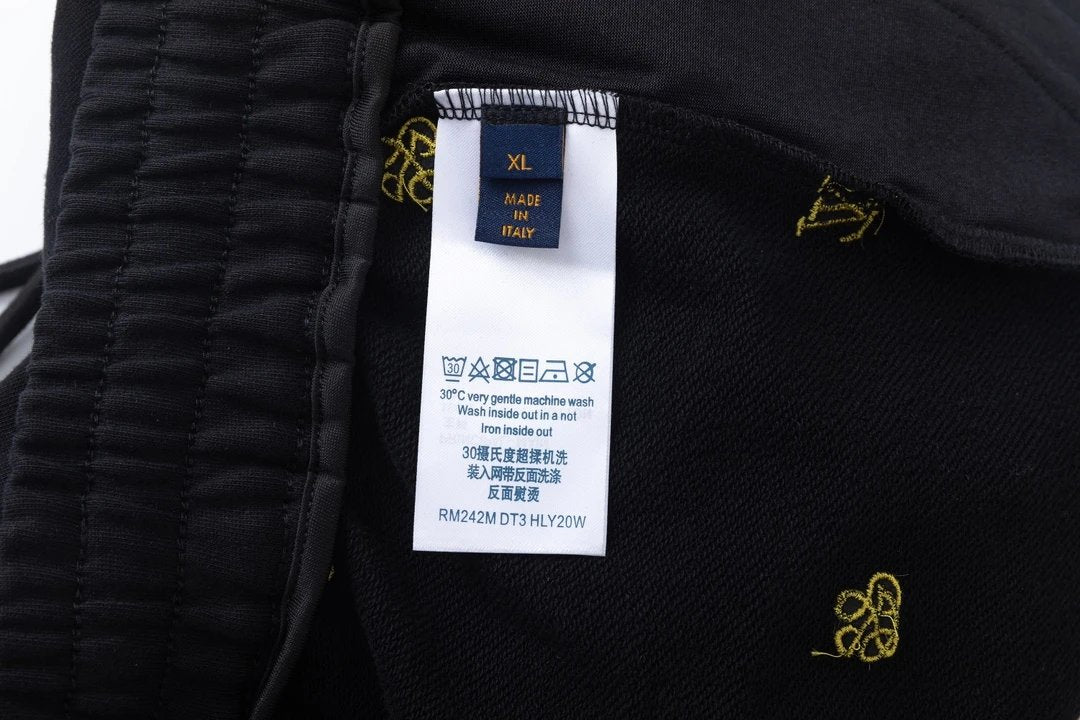 XL
MADE
IN
ITALY
30
30°C very gentle machine wash
Wash inside out in a not
Iron inside out
30摄氏度超揉机洗
装入网带反面洗涤
反面熨烫
RM242M DT3 HLY20W